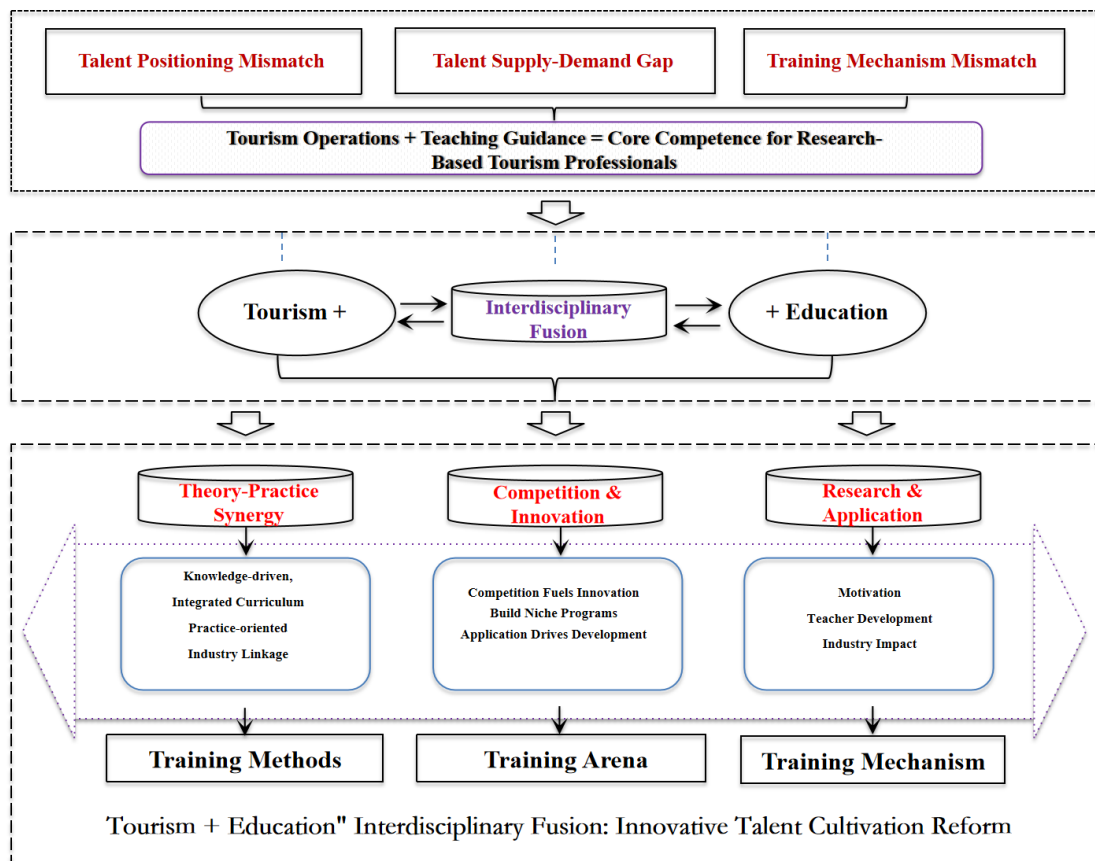 Talent Positioning Mismatch
Talent Supply-Demand Gap
Training Mechanism Mismatch
Tourism Operations + Teaching Guidance = Core Competence for Research-
Based Tourism Professionals
Tourism +
Interdisciplinary
Fusion
+ Education
Theory-Practice
Synergy
Competition &
Innovation
Research &
Application
Knowledge-driven,
Integrated Curriculum
Practice-oriented
Industry Linkage
Competition Fuels Innovation
Build Niche Programs
Application Drives Development
Motivation
Teacher Development
Industry Impact
Training Methods
Training Arena
Training Mechanism
Tourism + Education" Interdisciplinary Fusion: Innovative Talent Cultivation Reform